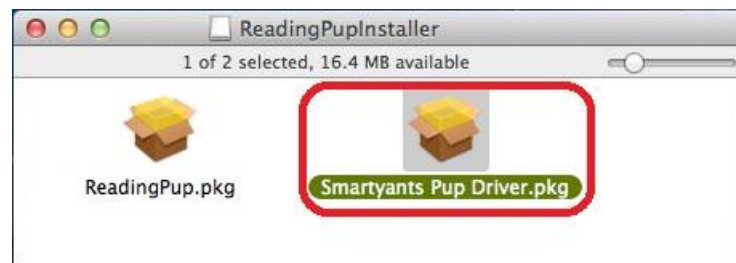 ReadingPupInstaller
1 of 2 selected, 16.4 MB available
ReadingPup.pkg
Smartyants Pup Driver.pkg